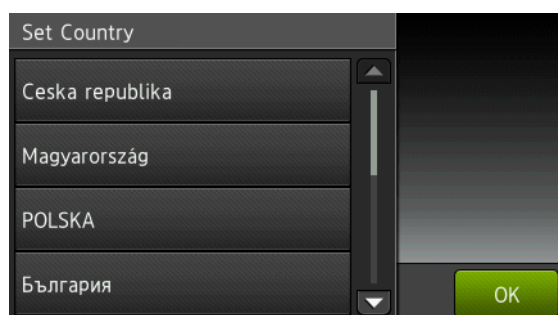 Set Country
Ceska republika
Magyarország
POLSKA
България
OK